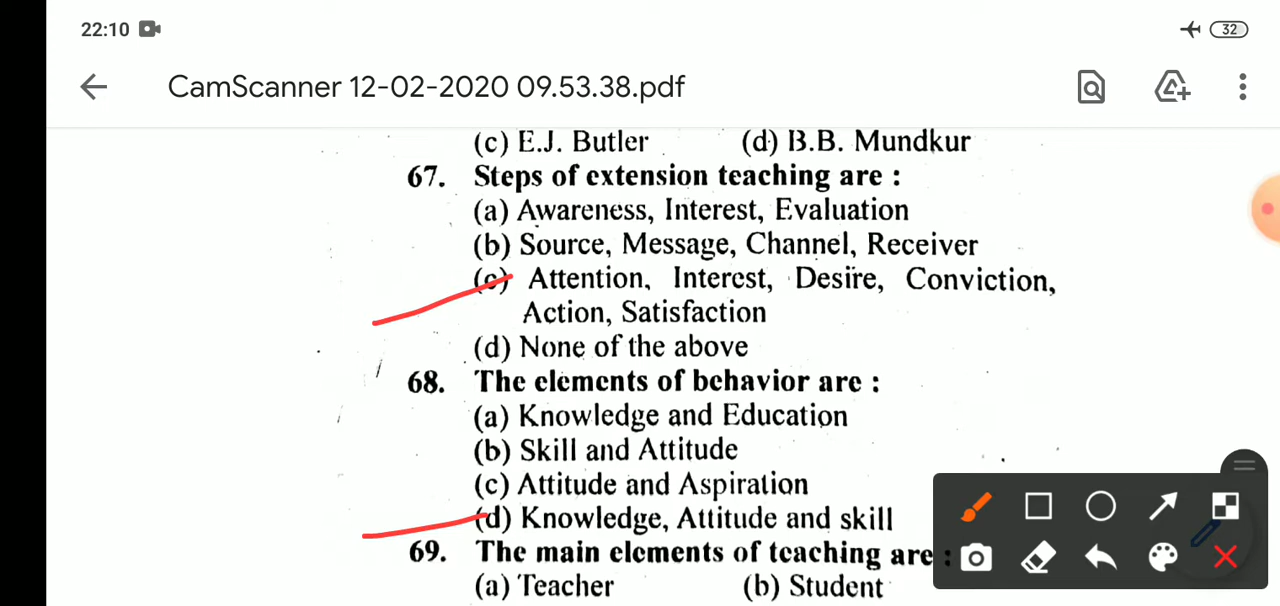 22:10
32
CamScanner 12-02-2020 09.53.38.pdf
(c) E.J. Butler (d) B.B. Mundkur
67. Steps of extension teaching are :
(a) Awareness, Interest, Evaluation
(b) Source, Message, Channel, Receiver
(c) Attention, Interest, Desire, Conviction,
Action, Satisfaction
(d) None of the above
68. The elements of behavior are :
(a) Knowledge and Education
(b) Skill and Attitude
(c) Attitude and Aspiration
(d) Knowledge, Attitude and skill
69. The main elements of teaching are :
(a) Teacher (b) Student